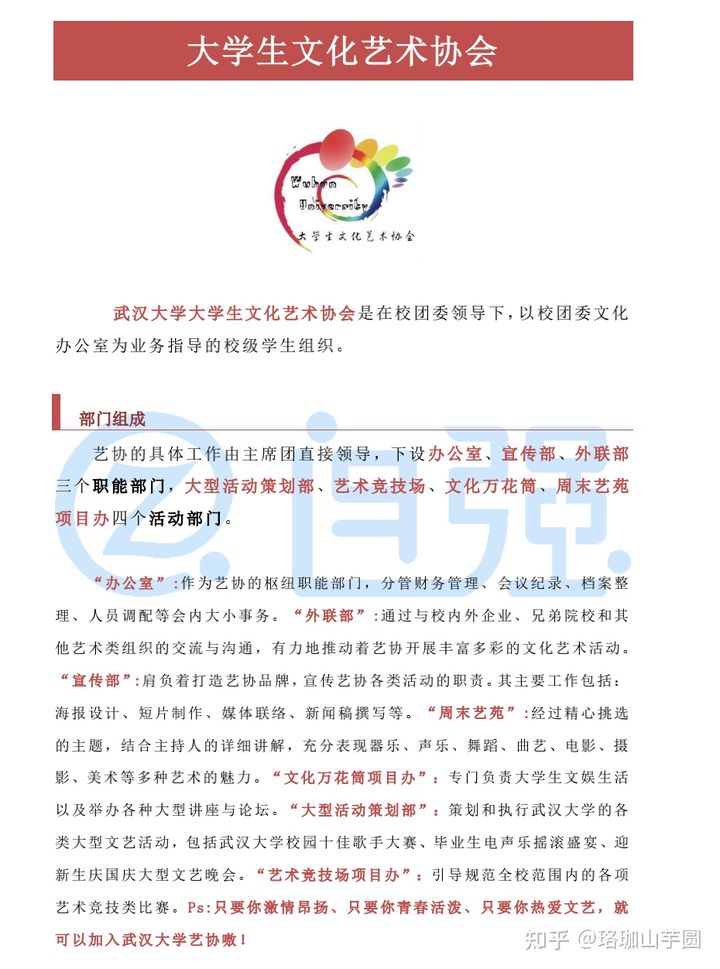 大学生文化艺术协会
Wuhan
University
大学生文化艺术协会
武汉大学大学生文化艺术协会是在校团委领导下，以校团委文化
办公室为业务指导的校级学生组织。
部门组成
艺协的具体工作由主席团直接领导，下设办公室、宣传部、外联部
三个职能部门，大型活动策划部、艺术竞技场、文化万花筒、周末艺苑
项目办四个活动部门。
自强
“办公室”:作为艺协的枢纽职能部门，分管财务管理、会议纪录、档案整
理、人员调配等会内大小事务。“外联部”:通过与校内外企业、兄弟院校和其
他艺术类组织的交流与沟通，有力地推动着艺协开展丰富多彩的文化艺术活动。
“宣传部”:肩负着打造艺协品牌，宣传艺协各类活动的职责。其主要工作包括：
海报设计、短片制作、媒体联络、新闻稿撰写等。“周末艺苑”:经过精心挑选
的主题，结合主持人的详细讲解，充分表现器乐、声乐、舞蹈、曲艺、电影、摄
影、美术等多种艺术的魅力。“文化万花筒项目办”：专门负责大学生文娱生活
以及举办各种大型讲座与论坛。“大型活动策划部”：策划和执行武汉大学的各
类大型文艺活动，包括武汉大学校园十佳歌手大赛、毕业生电声乐摇滚盛宴、迎
新生庆国庆大型文艺晚会。“艺术竞技场项目办”：引导规范全校范围内的各项
艺术竞技类比赛。Ps:只要你激情昂扬、只要你青春活泼、只要你热爱文艺，就
可以加入武汉大学艺协嗷！
知乎 @珞珈山芋圆